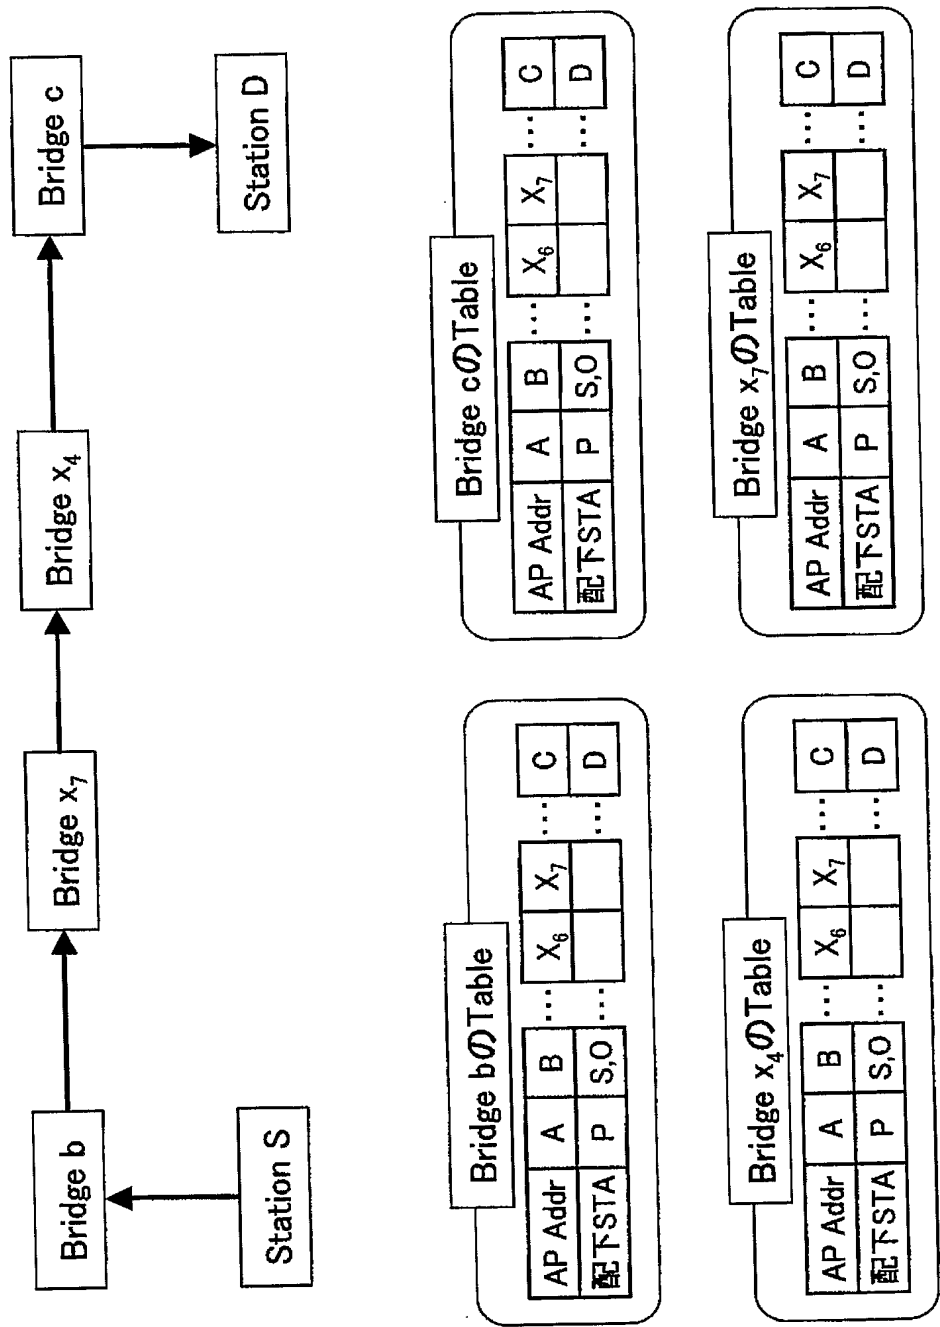 Bridge b
Bridge x7
Bridge x4
Bridge c
Station S
Station D
Bridge bのTable
AP Addr A B ... X6 X7 ... C
配下STA P S,O ... ... D
Bridge cのTable
AP Addr A B ... X6 X7 ... C
配下STA P S,O ... ... D
Bridge x4のTable
AP Addr A B ... X6 X7 ... C
配下STA P S,O ... ... D
Bridge x7のTable
AP Addr A B ... X6 X7 ... C
配下STA P S,O ... ... D